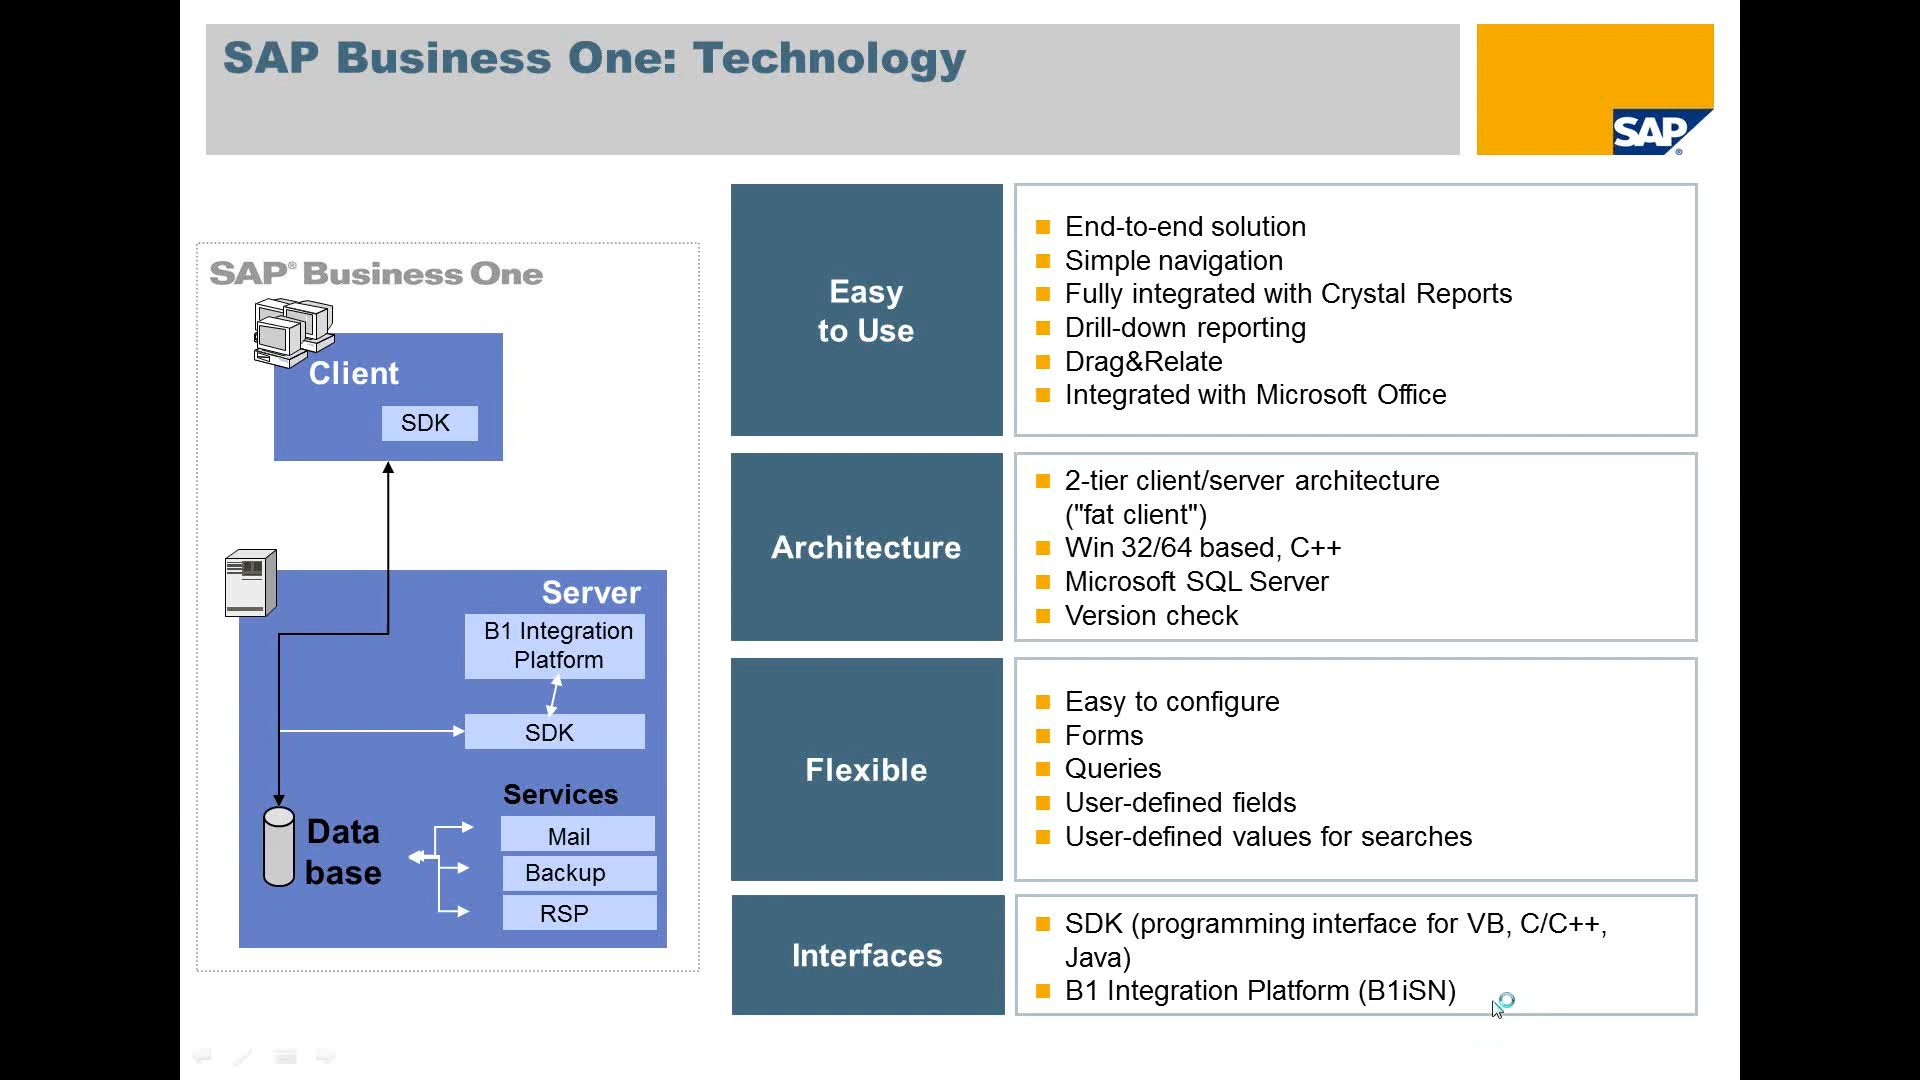 SAP Business One: Technology
SAP®
SAP® Business One
Client
SDK
Server
B1 Integration
Platform
SDK
Services
Data
base
Mail
Backup
RSP
Easy
to Use
End-to-end solution
Simple navigation
Fully integrated with Crystal Reports
Drill-down reporting
Drag&Relate
Integrated with Microsoft Office
Architecture
2-tier client/server architecture
("fat client")
Win 32/64 based, C++
Microsoft SQL Server
Version check
Flexible
Easy to configure
Forms
Queries
User-defined fields
User-defined values for searches
Interfaces
SDK (programming interface for VB, C/C++,
Java)
B1 Integration Platform (B1iSN)